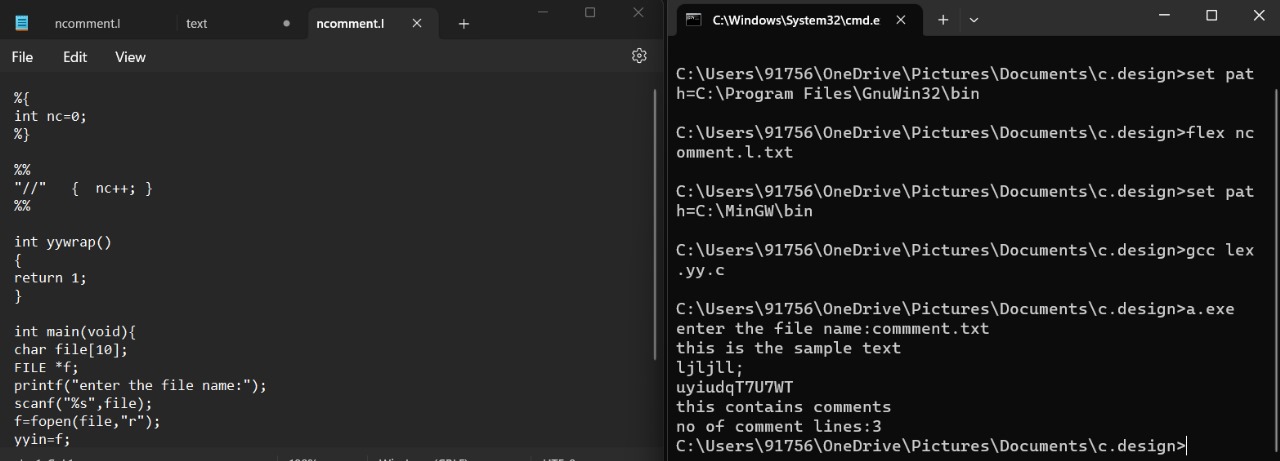 ncomment.l
text
ncomment.l
File Edit View
%{
int nc=0;
%}
%%
"//" { nc++; }
%%
int yywrap()
{
return 1;
}
int main(void){
char file[10];
FILE *f;
printf("enter the file name:");
scanf("%s",file);
f=fopen(file,"r");
yyin=f;
C:\Windows\System32\cmd.e
C:\Users\91756\OneDrive\Pictures\Documents\c.design>set pat
h=C:\Program Files\GnuWin32\bin
C:\Users\91756\OneDrive\Pictures\Documents\c.design>flex nc
omment.l.txt
C:\Users\91756\OneDrive\Pictures\Documents\c.design>set pat
h=C:\MinGW\bin
C:\Users\91756\OneDrive\Pictures\Documents\c.design>gcc lex
.yy.c
C:\Users\91756\OneDrive\Pictures\Documents\c.design>a.exe
enter the file name:commment.txt
this is the sample text
ljljll;
uyiudqT7U7WT
this contains comments
no of comment lines:3
C:\Users\91756\OneDrive\Pictures\Documents\c.design>